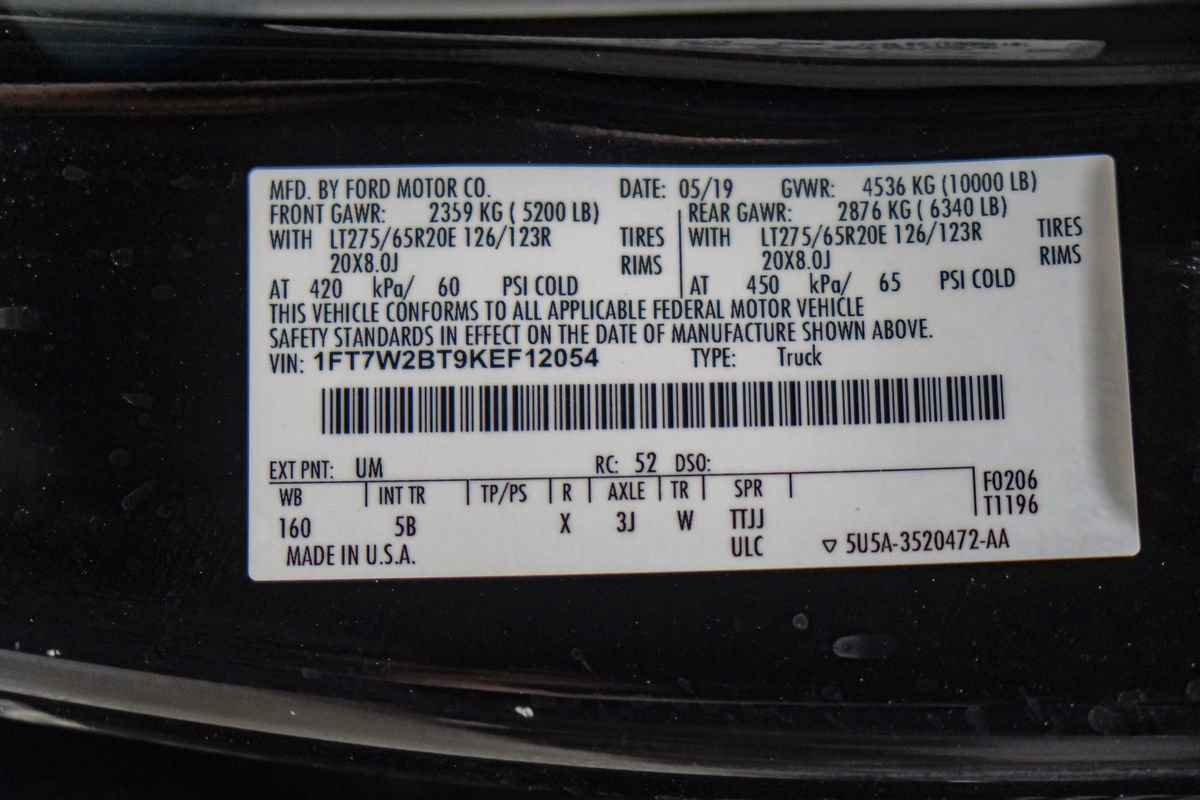 MFD. BY FORD MOTOR CO. DATE: 05/19 GVWR: 4536 KG (10000 LB)
FRONT GAWR: 2359 KG ( 5200 LB) REAR GAWR: 2876 KG ( 6340 LB)
WITH LT275/65R20E 126/123R TIRES WITH LT275/65R20E 126/123R TIRES
20X8.0J RIMS 20X8.0J RIMS
AT 420 kPa/ 60 PSI COLD AT 450 kPa/ 65 PSI COLD
THIS VEHICLE CONFORMS TO ALL APPLICABLE FEDERAL MOTOR VEHICLE
SAFETY STANDARDS IN EFFECT ON THE DATE OF MANUFACTURE SHOWN ABOVE.
VIN: 1FT7W2BT9KEF12054 TYPE: Truck
EXT PNT: UM RC: 52 DSO:
WB INT TR TP/PS R AXLE TR SPR F0206
T1196
160 5B X 3J W TTJJ
MADE IN U.S.A. ULC ▽ 5U5A-3520472-AA